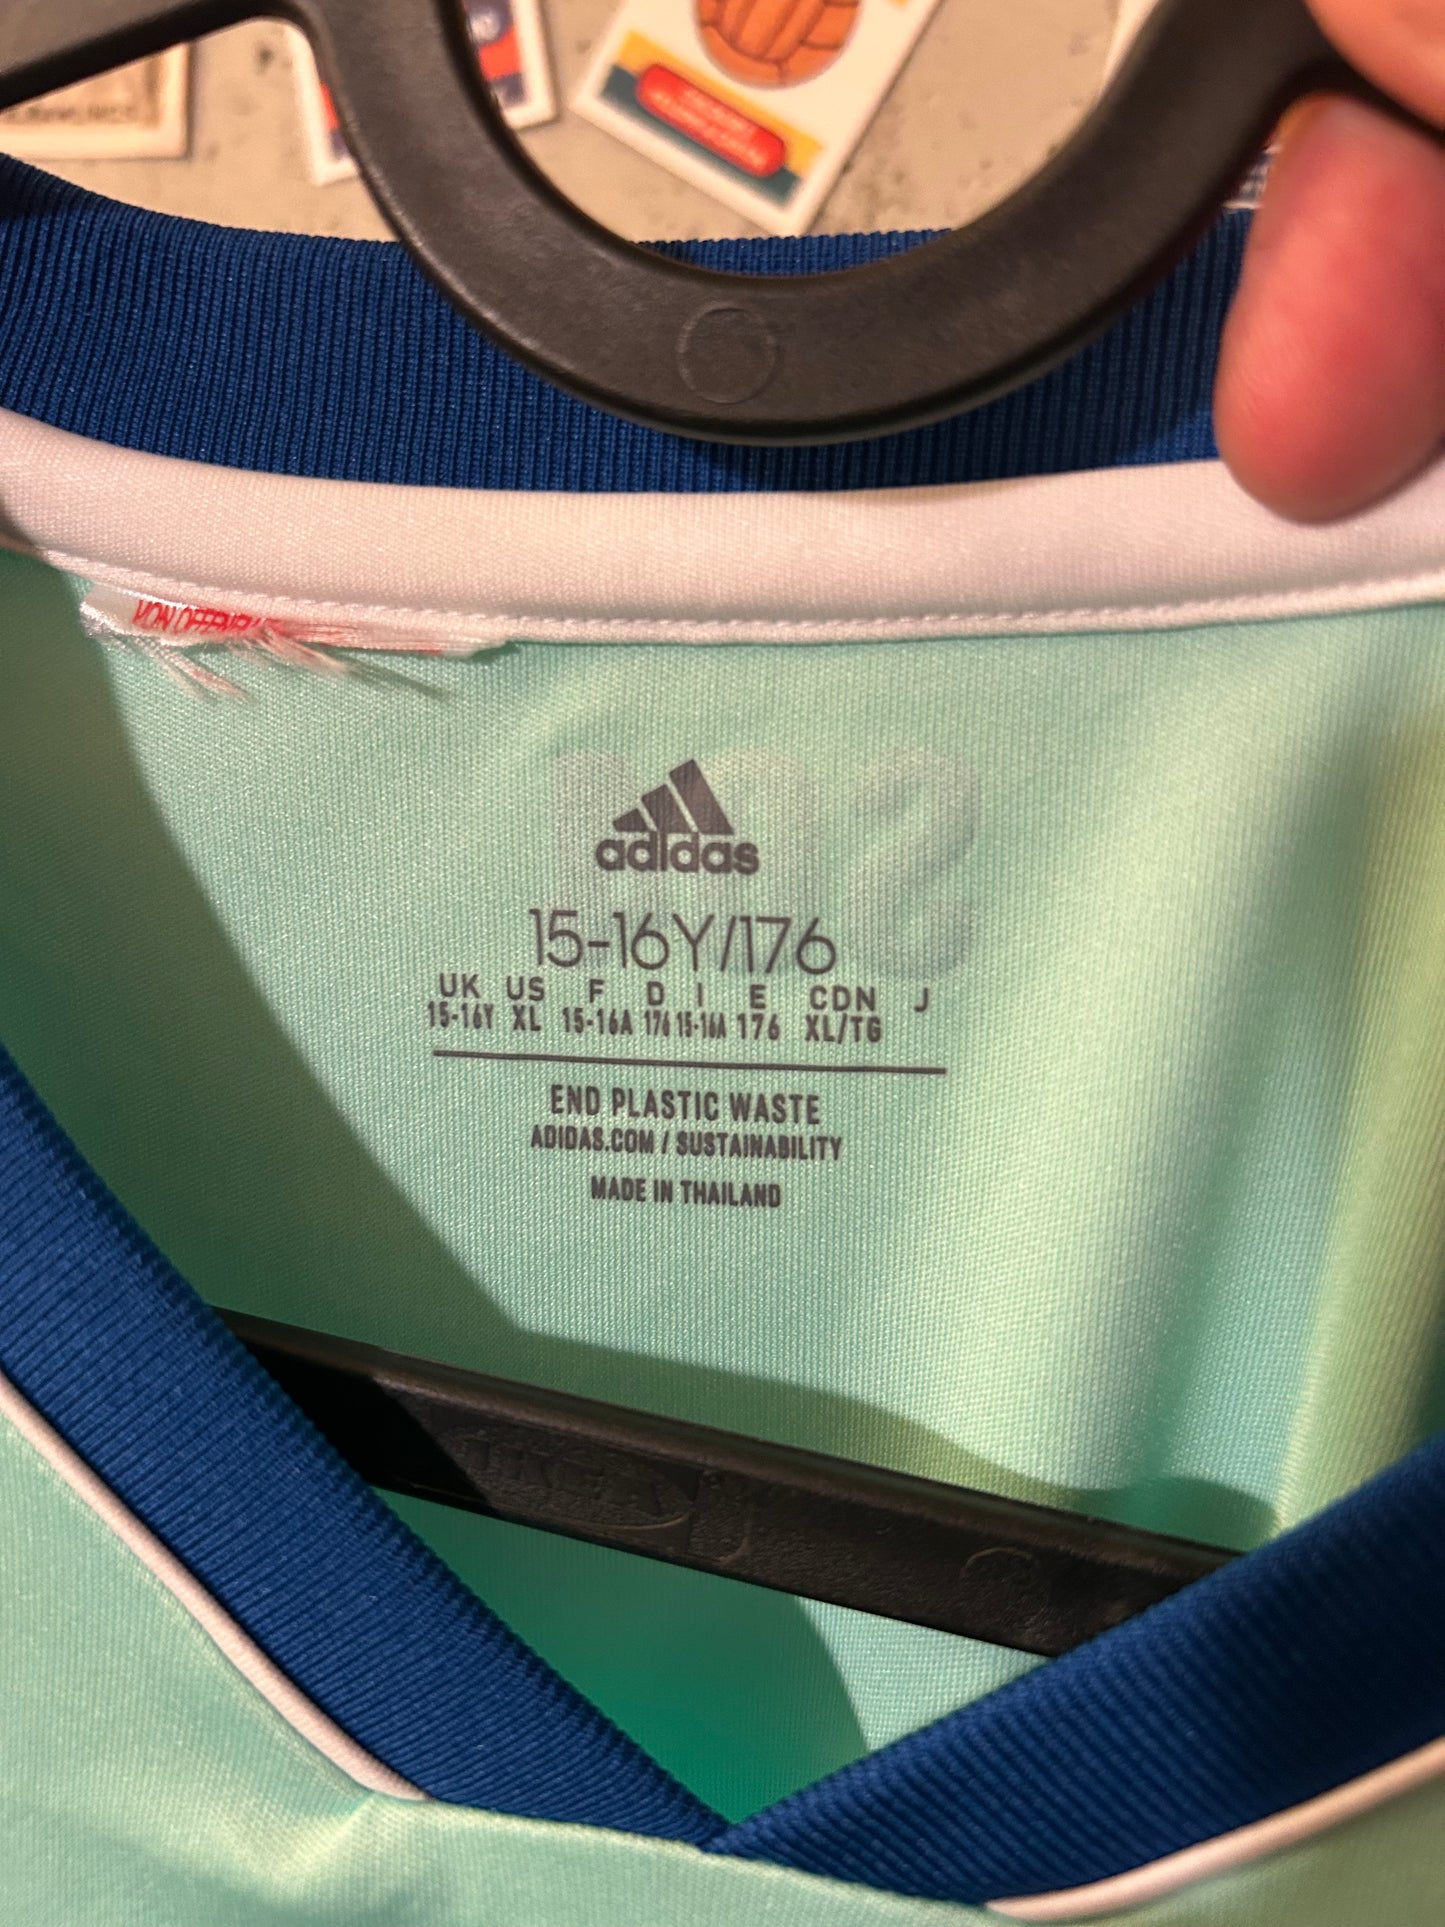 adidas
15-16Y/176
UK US F D I E CDN J
15-16Y XL 15-16A 176 15-16A 176 XL/TG
END PLASTIC WASTE
ADIDAS.COM / SUSTAINABILITY
MADE IN THAILAND
IKEA